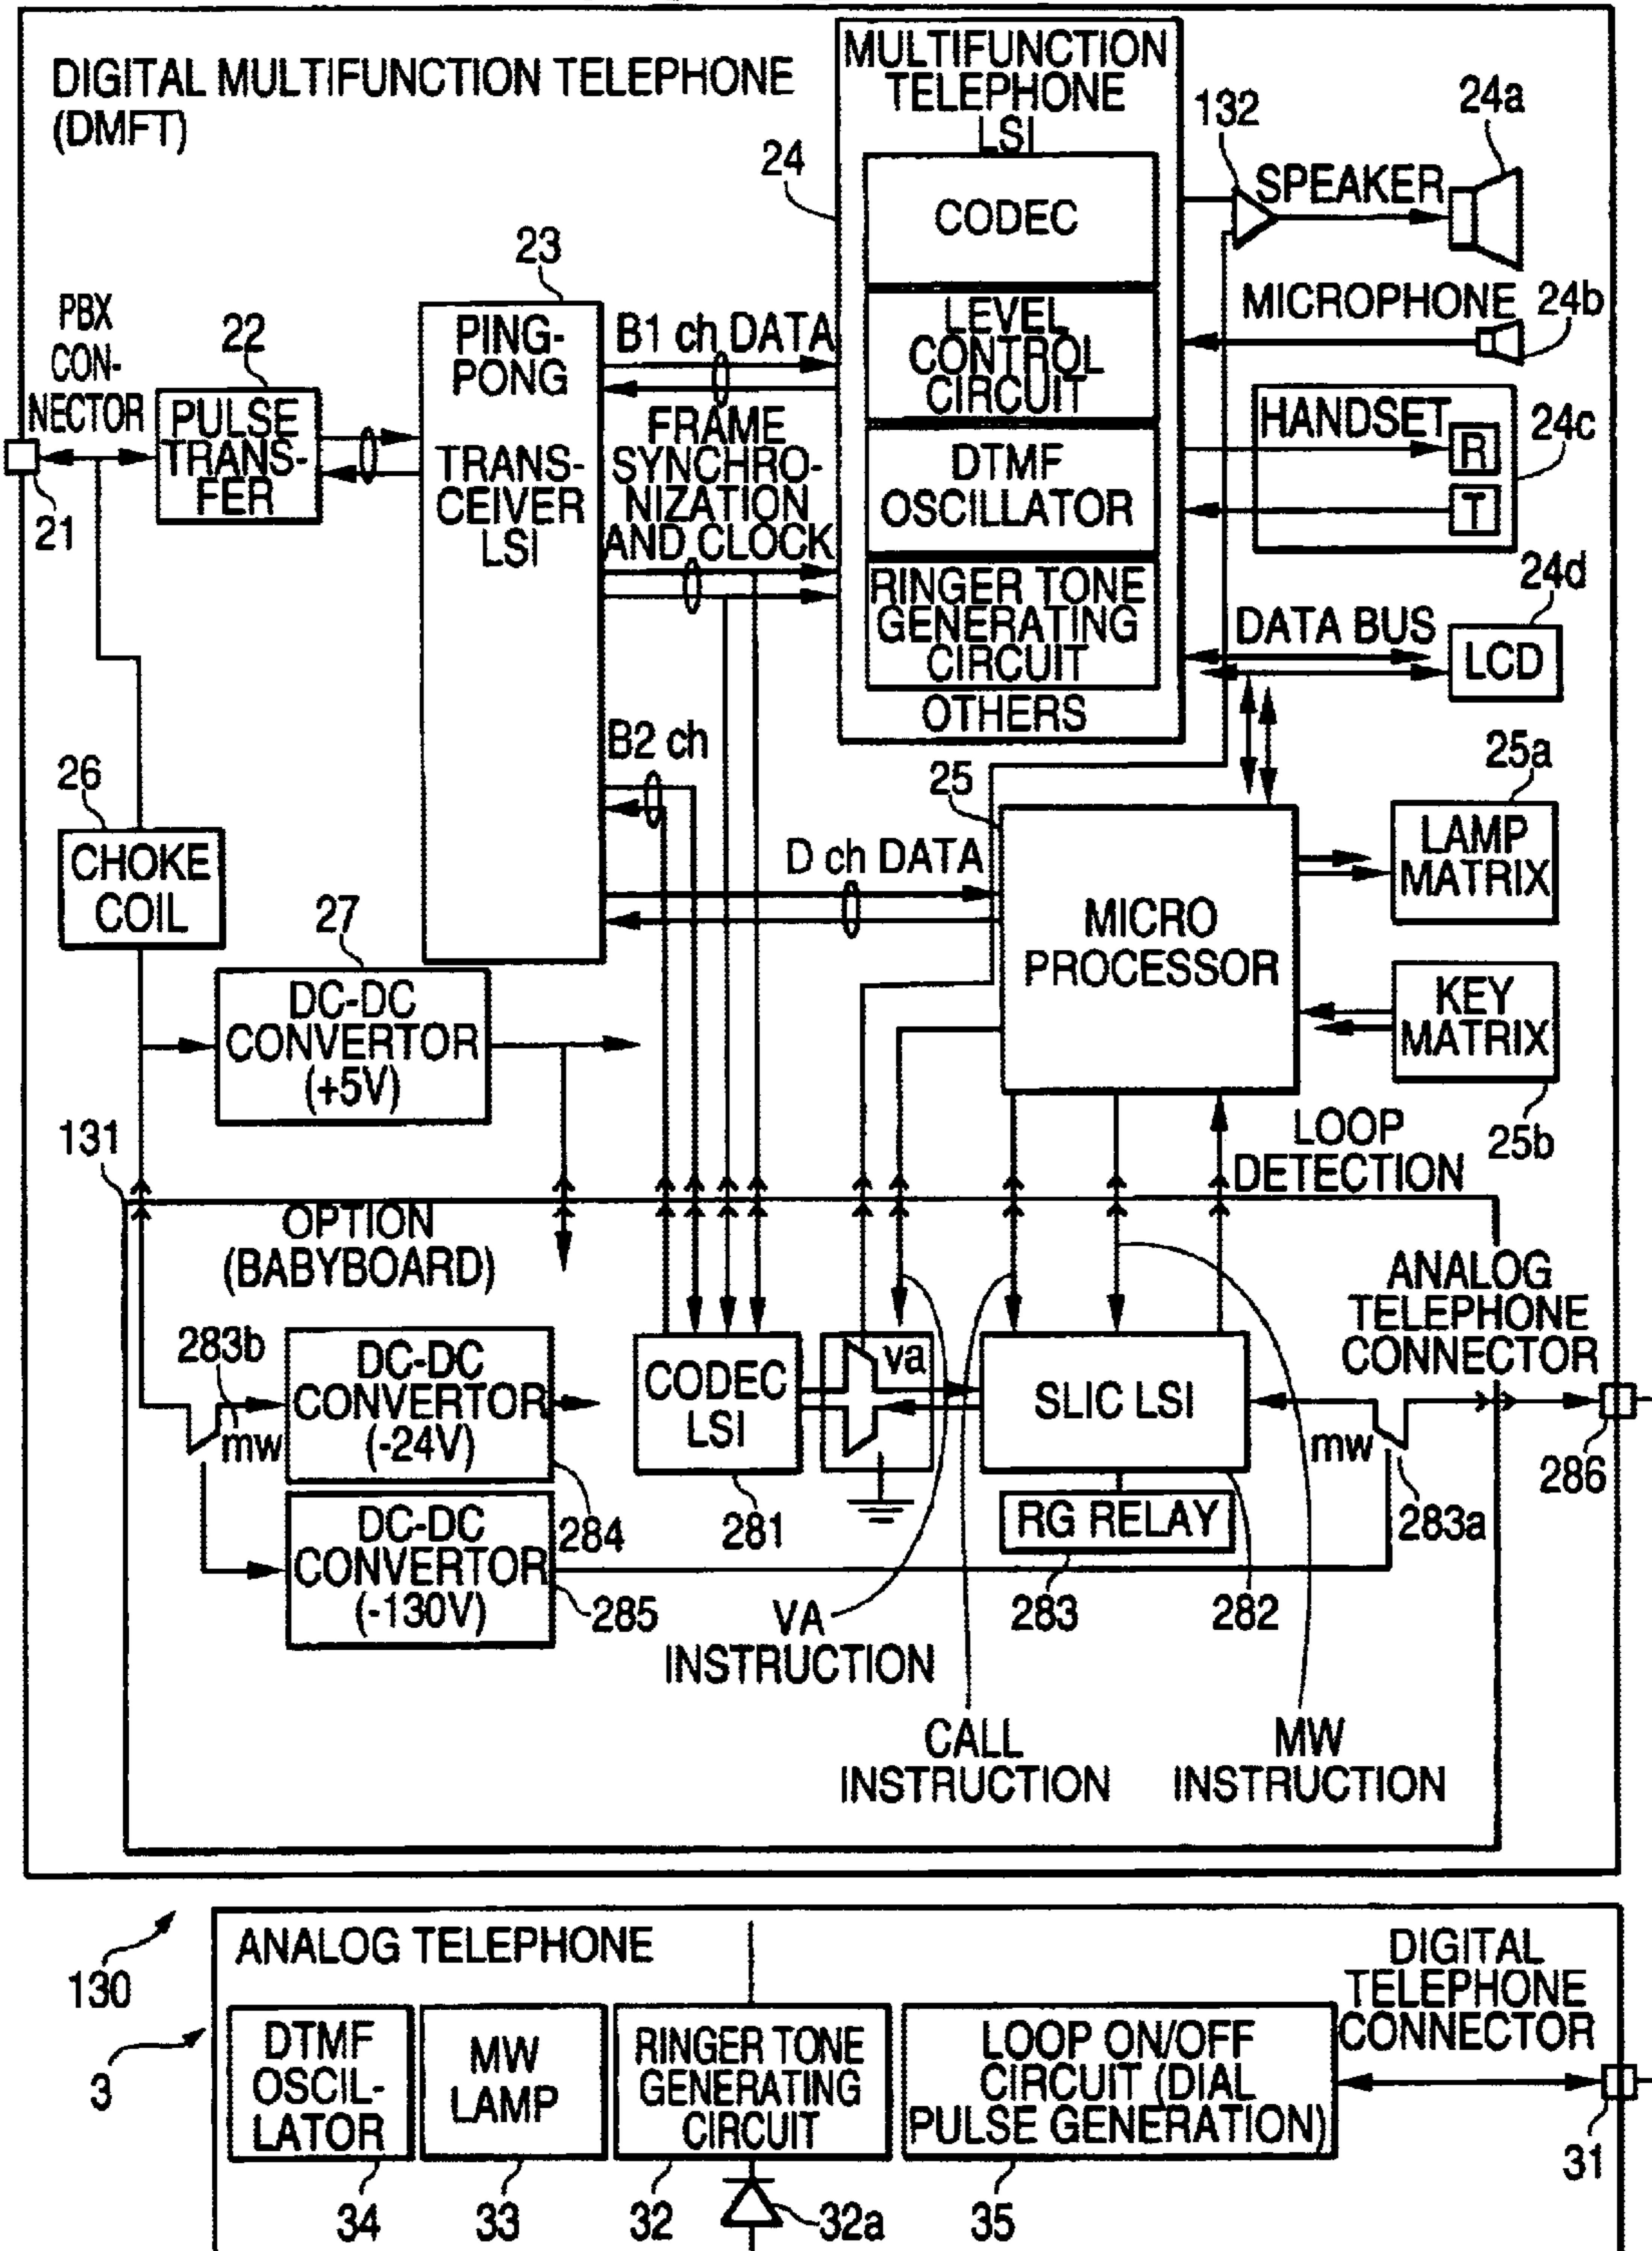 DIGITAL MULTIFUNCTION TELEPHONE
(DMFT)
MULTIFUNCTION
TELEPHONE
LSI
24
CODEC
LEVEL
CONTROL
CIRCUIT
DTMF
OSCILLATOR
RINGER TONE
GENERATING
CIRCUIT
OTHERS
132
SPEAKER
24a
MICROPHONE
24b
HANDSET
R
T
24c
24d
DATA BUS
LCD
PBX
CON-
NECTOR
21
22
PULSE
TRANS-
FER
23
PING-
PONG
TRANS-
CEIVER
LSI
B1 ch DATA
FRAME
SYNCHRO-
NIZATION
AND CLOCK
B2 ch
D ch DATA
25
MICRO
PROCESSOR
25a
LAMP
MATRIX
KEY
MATRIX
25b
26
CHOKE
COIL
27
DC-DC
CONVERTOR
(+5V)
LOOP
DETECTION
131
OPTION
(BABYBOARD)
283b
mw
DC-DC
CONVERTOR
(-24V)
284
DC-DC
CONVERTOR
(-130V)
285
CODEC
LSI
281
va
SLIC LSI
282
RG RELAY
283
mw
283a
ANALOG
TELEPHONE
CONNECTOR
286
VA
INSTRUCTION
CALL
INSTRUCTION
MW
INSTRUCTION
130
3
ANALOG TELEPHONE
DTMF
OSCIL-
LATOR
34
MW
LAMP
33
RINGER TONE
GENERATING
CIRCUIT
32
32a
LOOP ON/OFF
CIRCUIT (DIAL
PULSE GENERATION)
35
DIGITAL
TELEPHONE
CONNECTOR
31